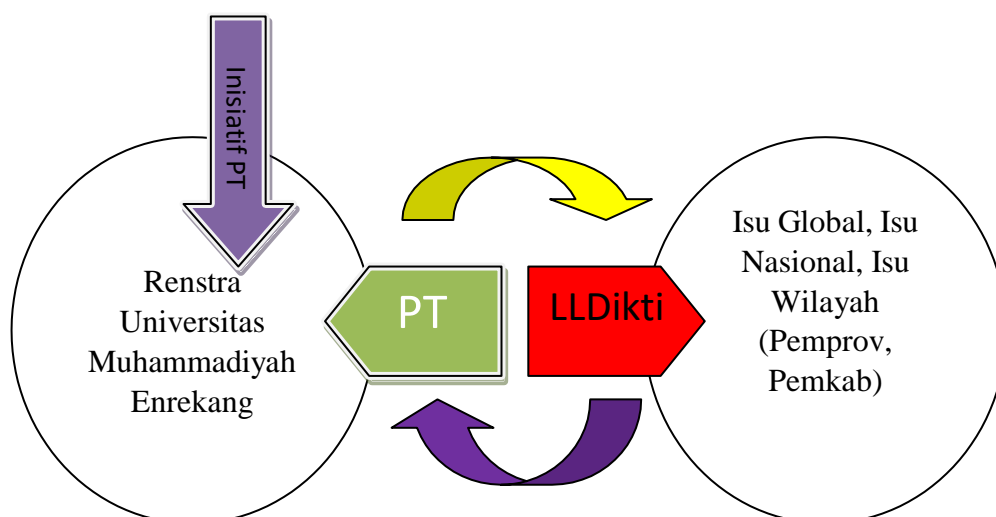 Inisiatif PT
Renstra
Universitas
Muhammadiyah
Enrekang
PT
LLDikti
Isu Global, Isu
Nasional, Isu
Wilayah
(Pemprov,
Pemkab)